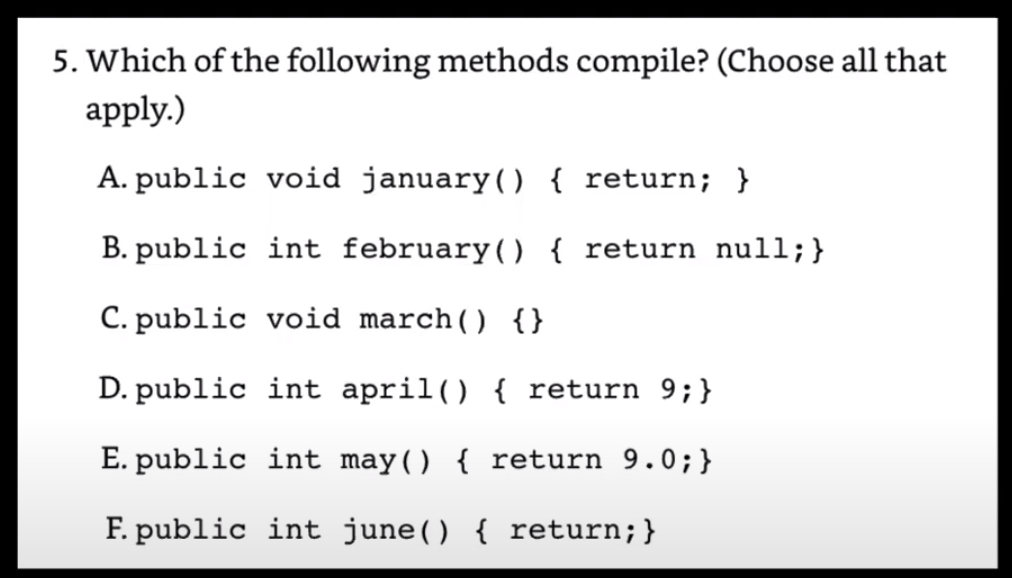 5. Which of the following methods compile? (Choose all that
apply.)
A. public void january() { return; }
B. public int february() { return null;}
C. public void march() {}
D. public int april() { return 9;}
E. public int may() { return 9.0;}
F. public int june() { return;}